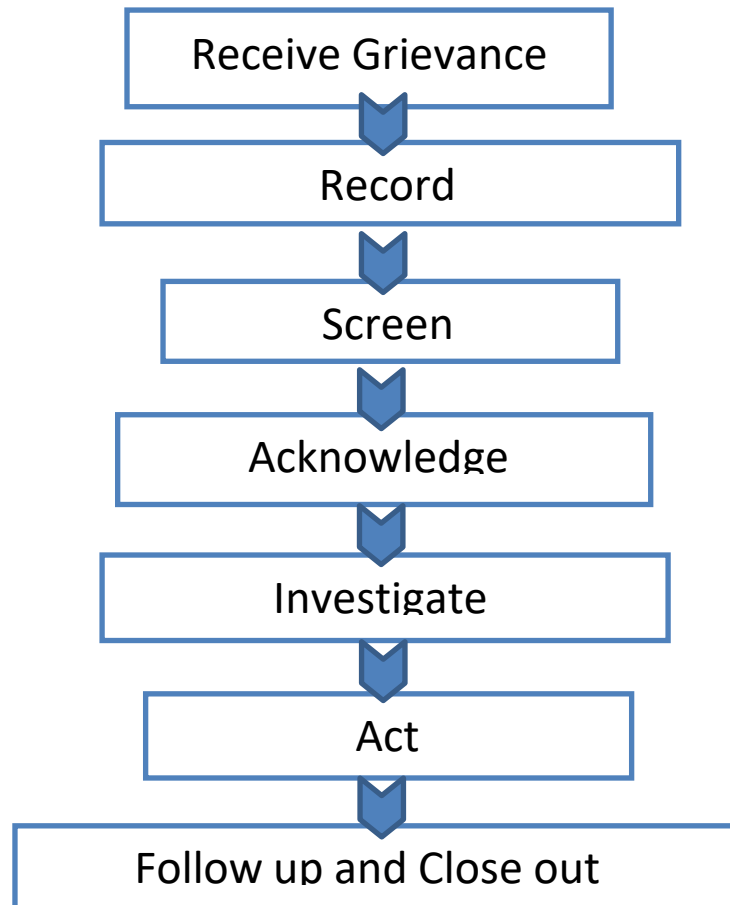 Receive Grievance
Record
Screen
Acknowledge
Investigate
Act
Follow up and Close out